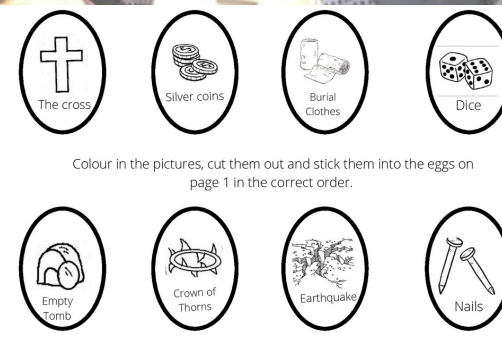 The cross
Silver coins
Burial
Clothes
Dice
Colour in the pictures, cut them out and stick them into the eggs on
page 1 in the correct order.
Empty
Tomb
Crown of
Thorns
Earthquake
Nails